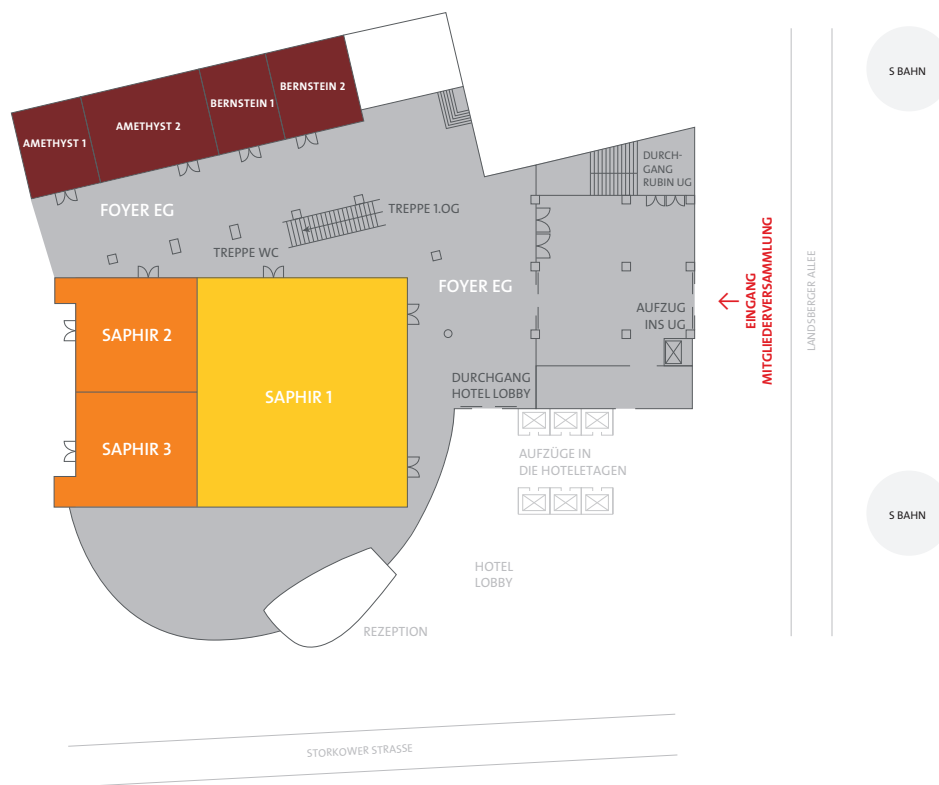 S BAHN
BERNSTEIN 2
BERNSTEIN 1
AMETHYST 2
AMETHYST 1
DURCH-
GANG
RUBIN UG
FOYER EG
TREPPE 1.OG
TREPPE WC
FOYER EG
AUFZUG
INS UG
EINGANG
MITGLIEDERVERSAMMLUNG
LANDSBERGER ALLEE
SAPHIR 2
SAPHIR 1
DURCHGANG
HOTEL LOBBY
SAPHIR 3
AUFZÜGE IN
DIE HOTELETAGEN
S BAHN
HOTEL
LOBBY
REZEPTION
STORKOWER STRASSE